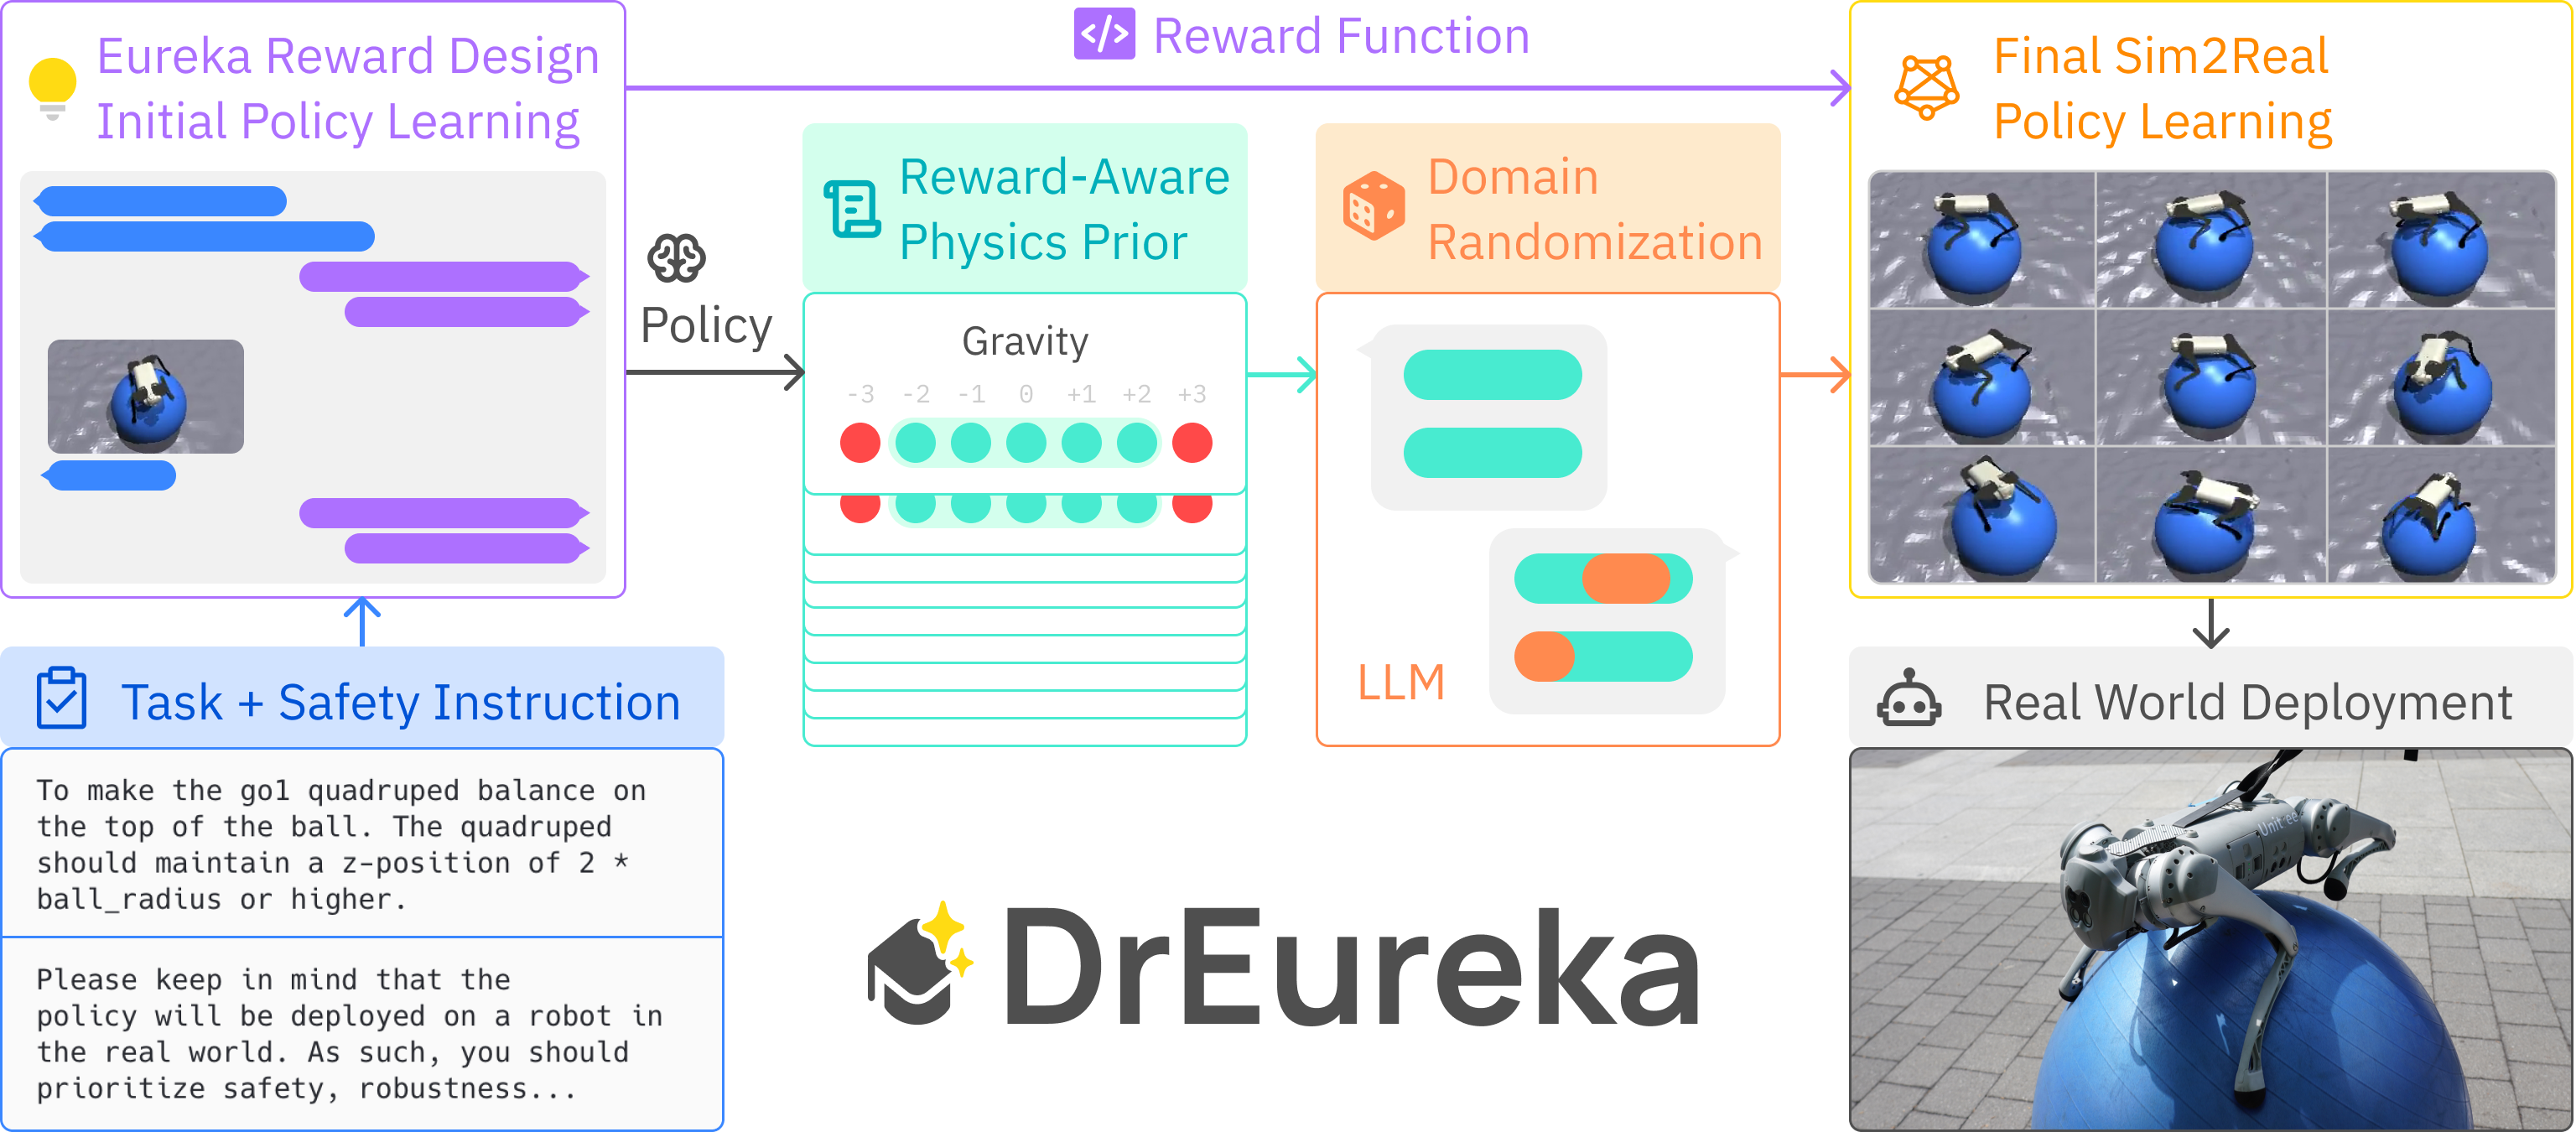 Eureka Reward Design
Initial Policy Learning
Reward Function
Final Sim2Real
Policy Learning
Policy
Reward-Aware
Physics Prior
Gravity
-3 -2 -1 0 +1 +2 +3
Domain
Randomization
LLM
Task + Safety Instruction
To make the go1 quadruped balance on
the top of the ball. The quadruped
should maintain a z-position of 2 *
ball_radius or higher.
Please keep in mind that the
policy will be deployed on a robot in
the real world. As such, you should
prioritize safety, robustness...
DrEureka
Real World Deployment